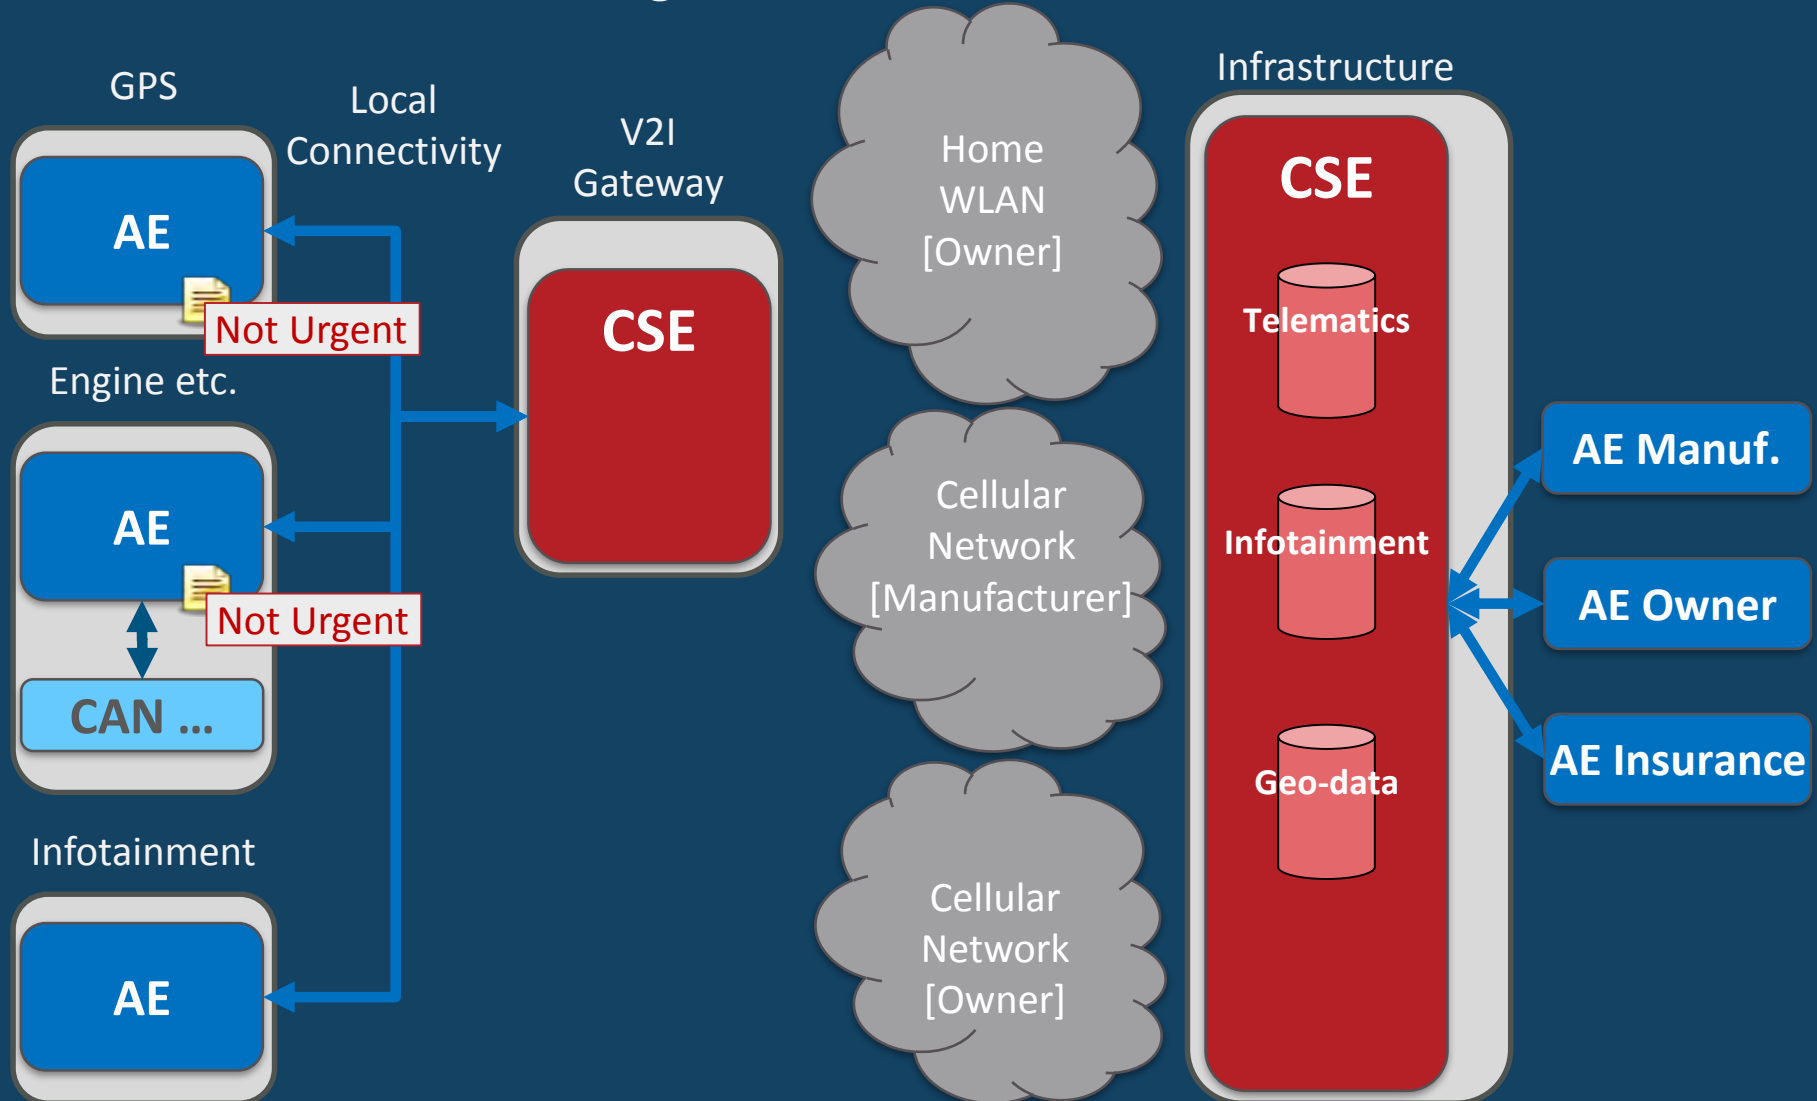 GPS
AE
Not Urgent
Engine etc.
AE
Not Urgent
CAN ...
Infotainment
AE
Local
Connectivity
V2I
Gateway
CSE
Home
WLAN
[Owner]
Cellular
Network
[Manufacturer]
Cellular
Network
[Owner]
Infrastructure
CSE
Telematics
Infotainment
Geo-data
AE Manuf.
AE Owner
AE Insurance